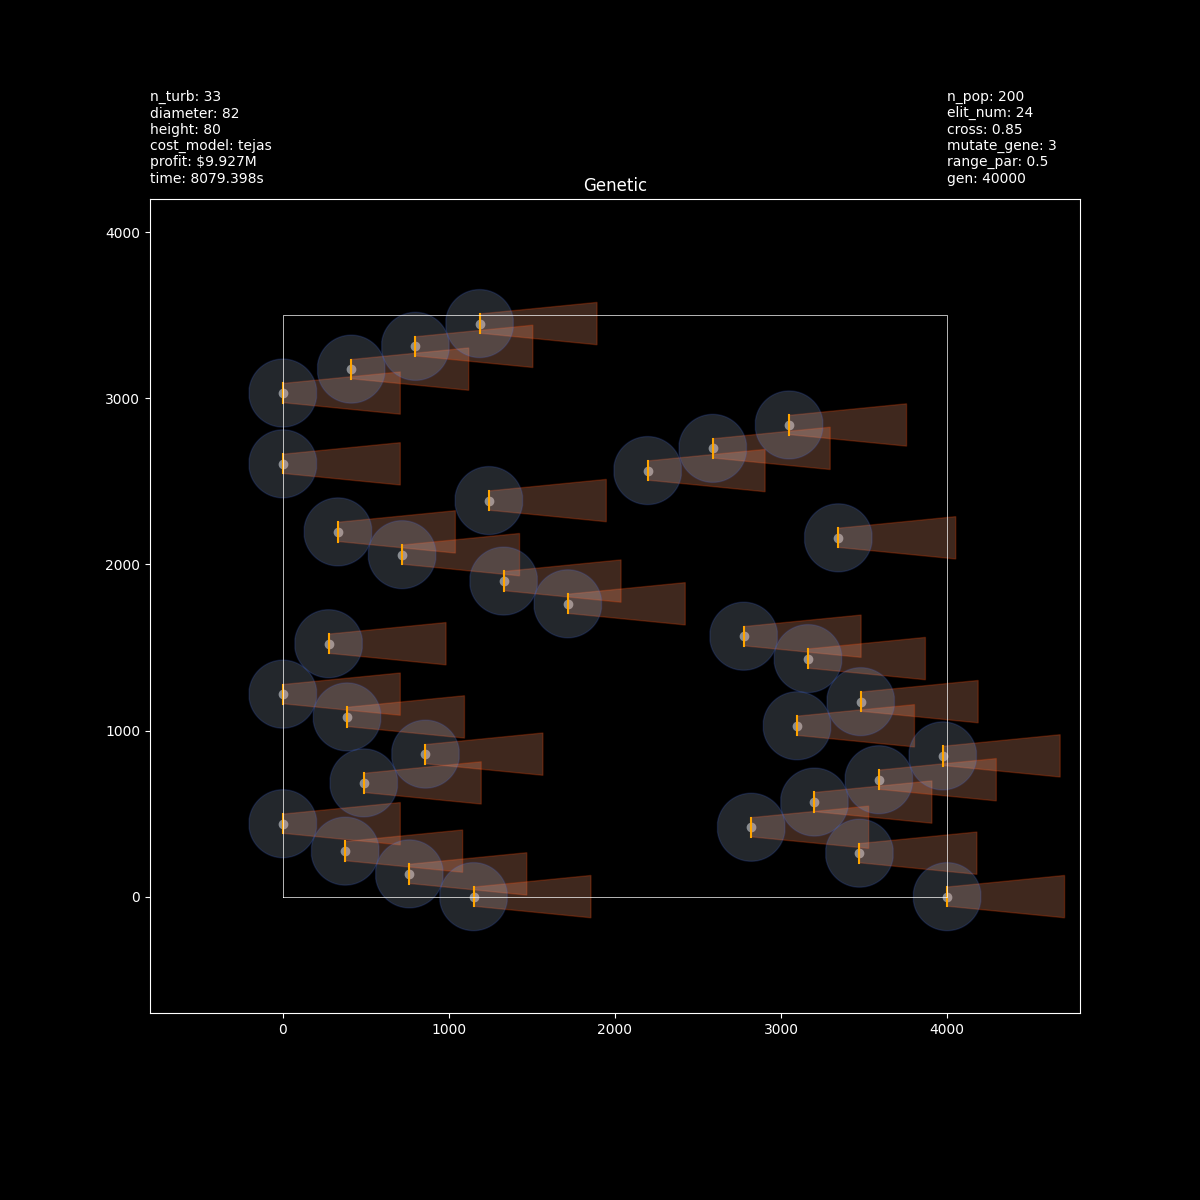 n_turb: 33
diameter: 82
height: 80
cost_model: tejas
profit: $9.927M
time: 8079.398s
n_pop: 200
elit_num: 24
cross: 0.85
mutate_gene: 3
range_par: 0.5
gen: 40000
Genetic
4000
3000
2000
1000
0
0
1000
2000
3000
4000